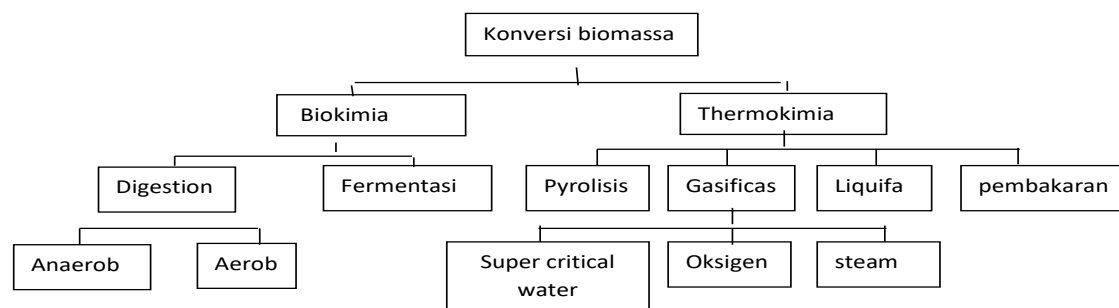 Konversi biomassa
Biokimia
Thermokimia
Digestion
Fermentasi
Pyrolisis
Gasificas
Liquifa
pembakaran
Anaerob
Aerob
Super critical
water
Oksigen
steam